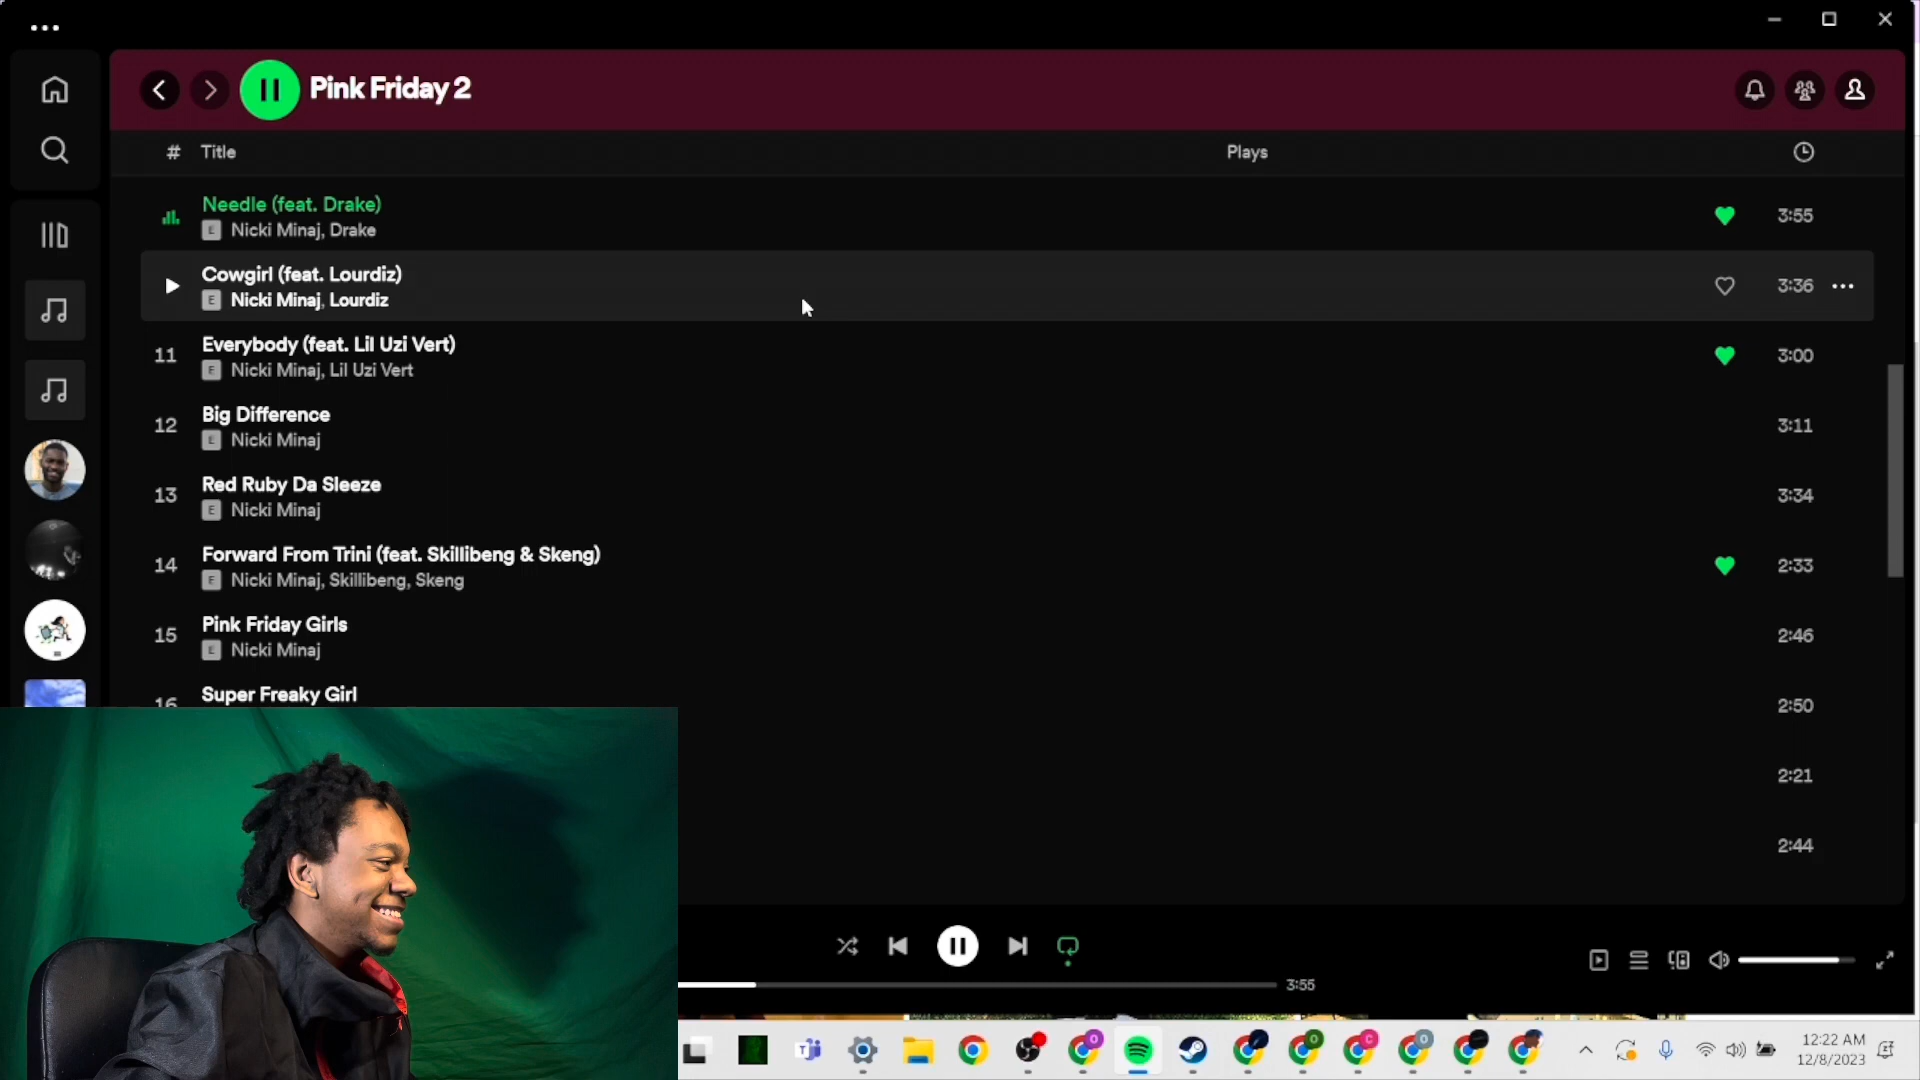 Pink Friday 2
# Title Plays
Needle (feat. Drake)
E Nicki Minaj, Drake
3:55
Cowgirl (feat. Lourdiz)
E Nicki Minaj, Lourdiz
3:36
11
Everybody (feat. Lil Uzi Vert)
E Nicki Minaj, Lil Uzi Vert
3:00
12
Big Difference
E Nicki Minaj
3:11
13
Red Ruby Da Sleeze
E Nicki Minaj
3:34
14
Forward From Trini (feat. Skillibeng & Skeng)
E Nicki Minaj, Skillibeng, Skeng
2:33
15
Pink Friday Girls
E Nicki Minaj
2:46
16
Super Freaky Girl
2:50
2:21
2:44
3:55
12:22 AM
12/8/2023